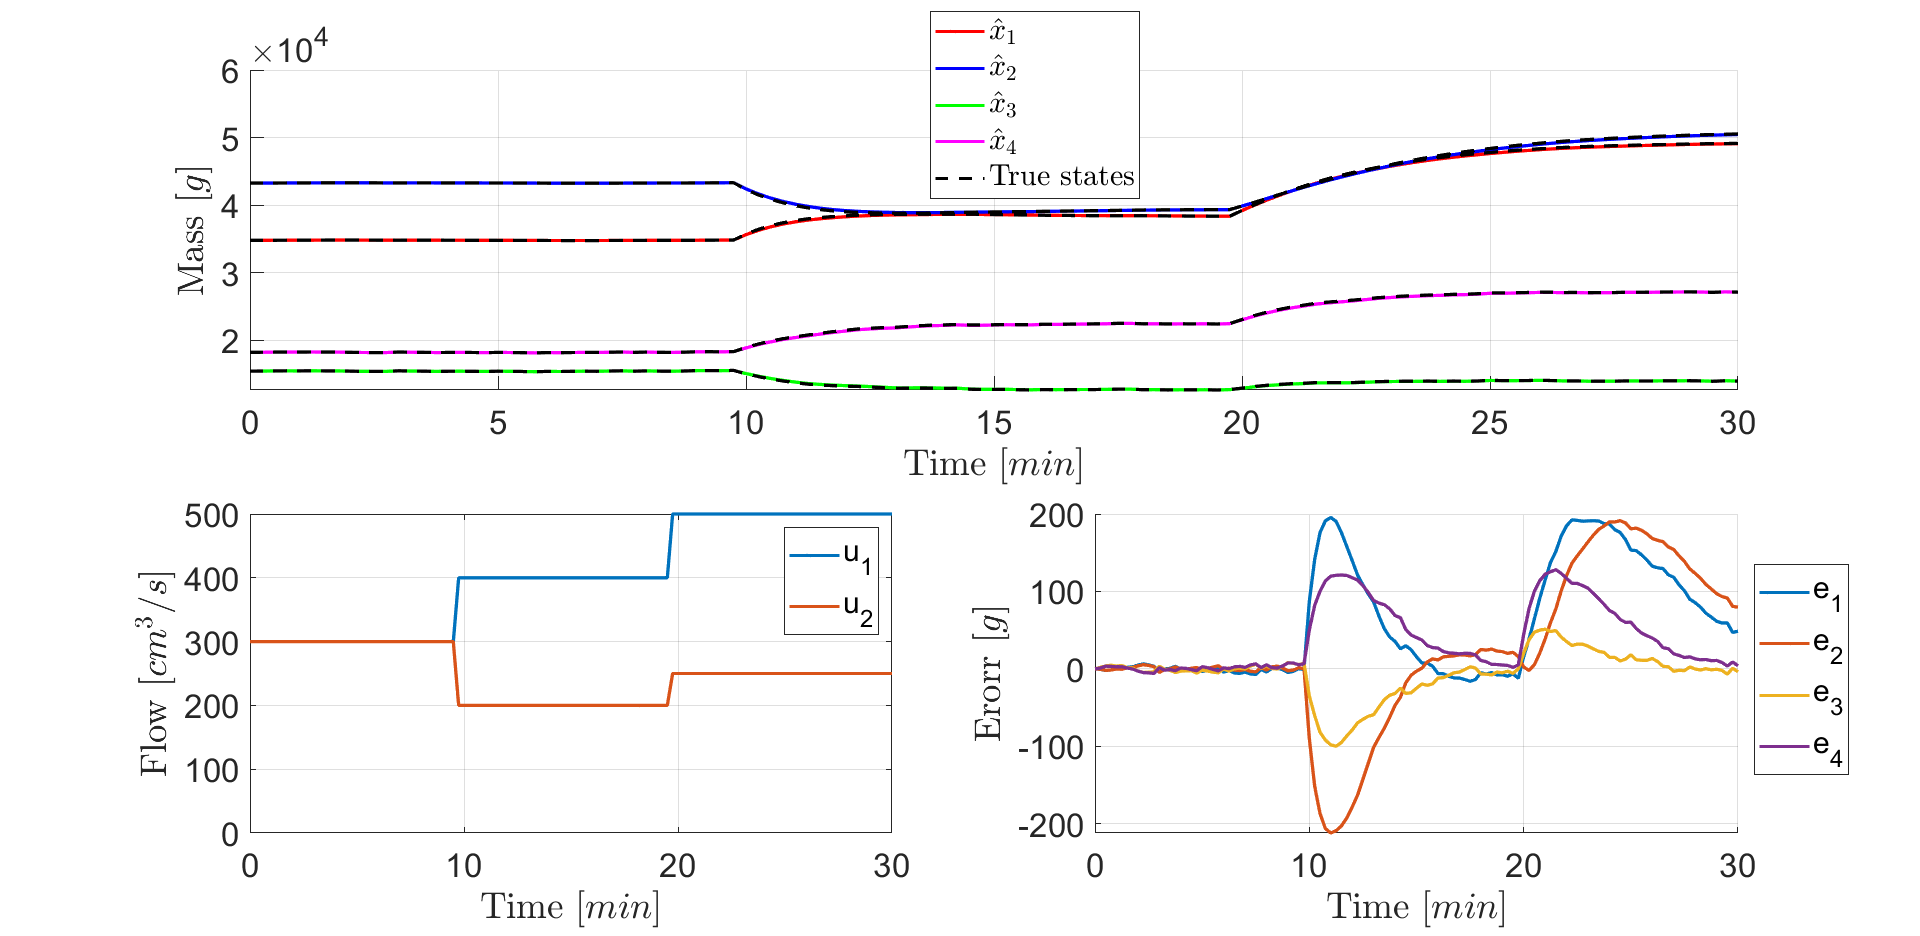 ×10⁴
6
5
4
3
2
Mass [g]
0 5 10 15 20 25 30
Time [min]
x̂₁
x̂₂
x̂₃
x̂₄
True states
500
400
300
200
100
0
Flow [cm³/s]
0 10 20 30
Time [min]
u₁
u₂
200
100
0
-100
-200
Erorr [g]
0 10 20 30
Time [min]
e₁
e₂
e₃
e₄